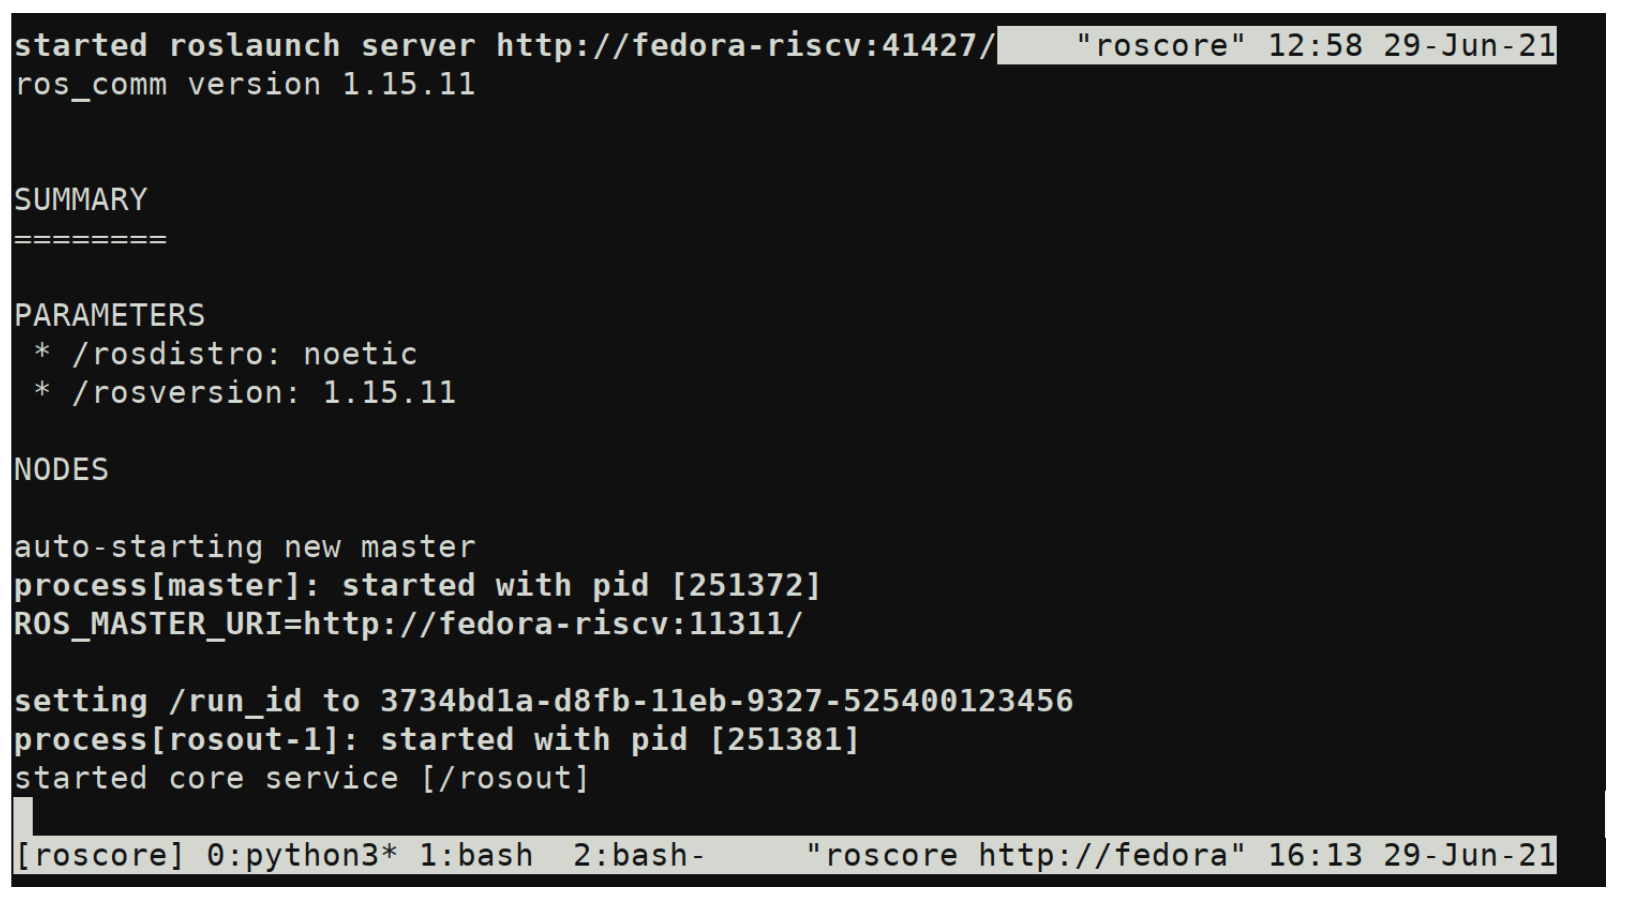 started roslaunch server http://fedora-riscv:41427/    "roscore" 12:58 29-Jun-21
ros_comm version 1.15.11
SUMMARY
========
PARAMETERS
 * /rosdistro: noetic
 * /rosversion: 1.15.11
NODES
auto-starting new master
process[master]: started with pid [251372]
ROS_MASTER_URI=http://fedora-riscv:11311/
setting /run_id to 3734bd1a-d8fb-11eb-9327-525400123456
process[rosout-1]: started with pid [251381]
started core service [/rosout]
[roscore] 0:python3* 1:bash  2:bash-     "roscore http://fedora" 16:13 29-Jun-21